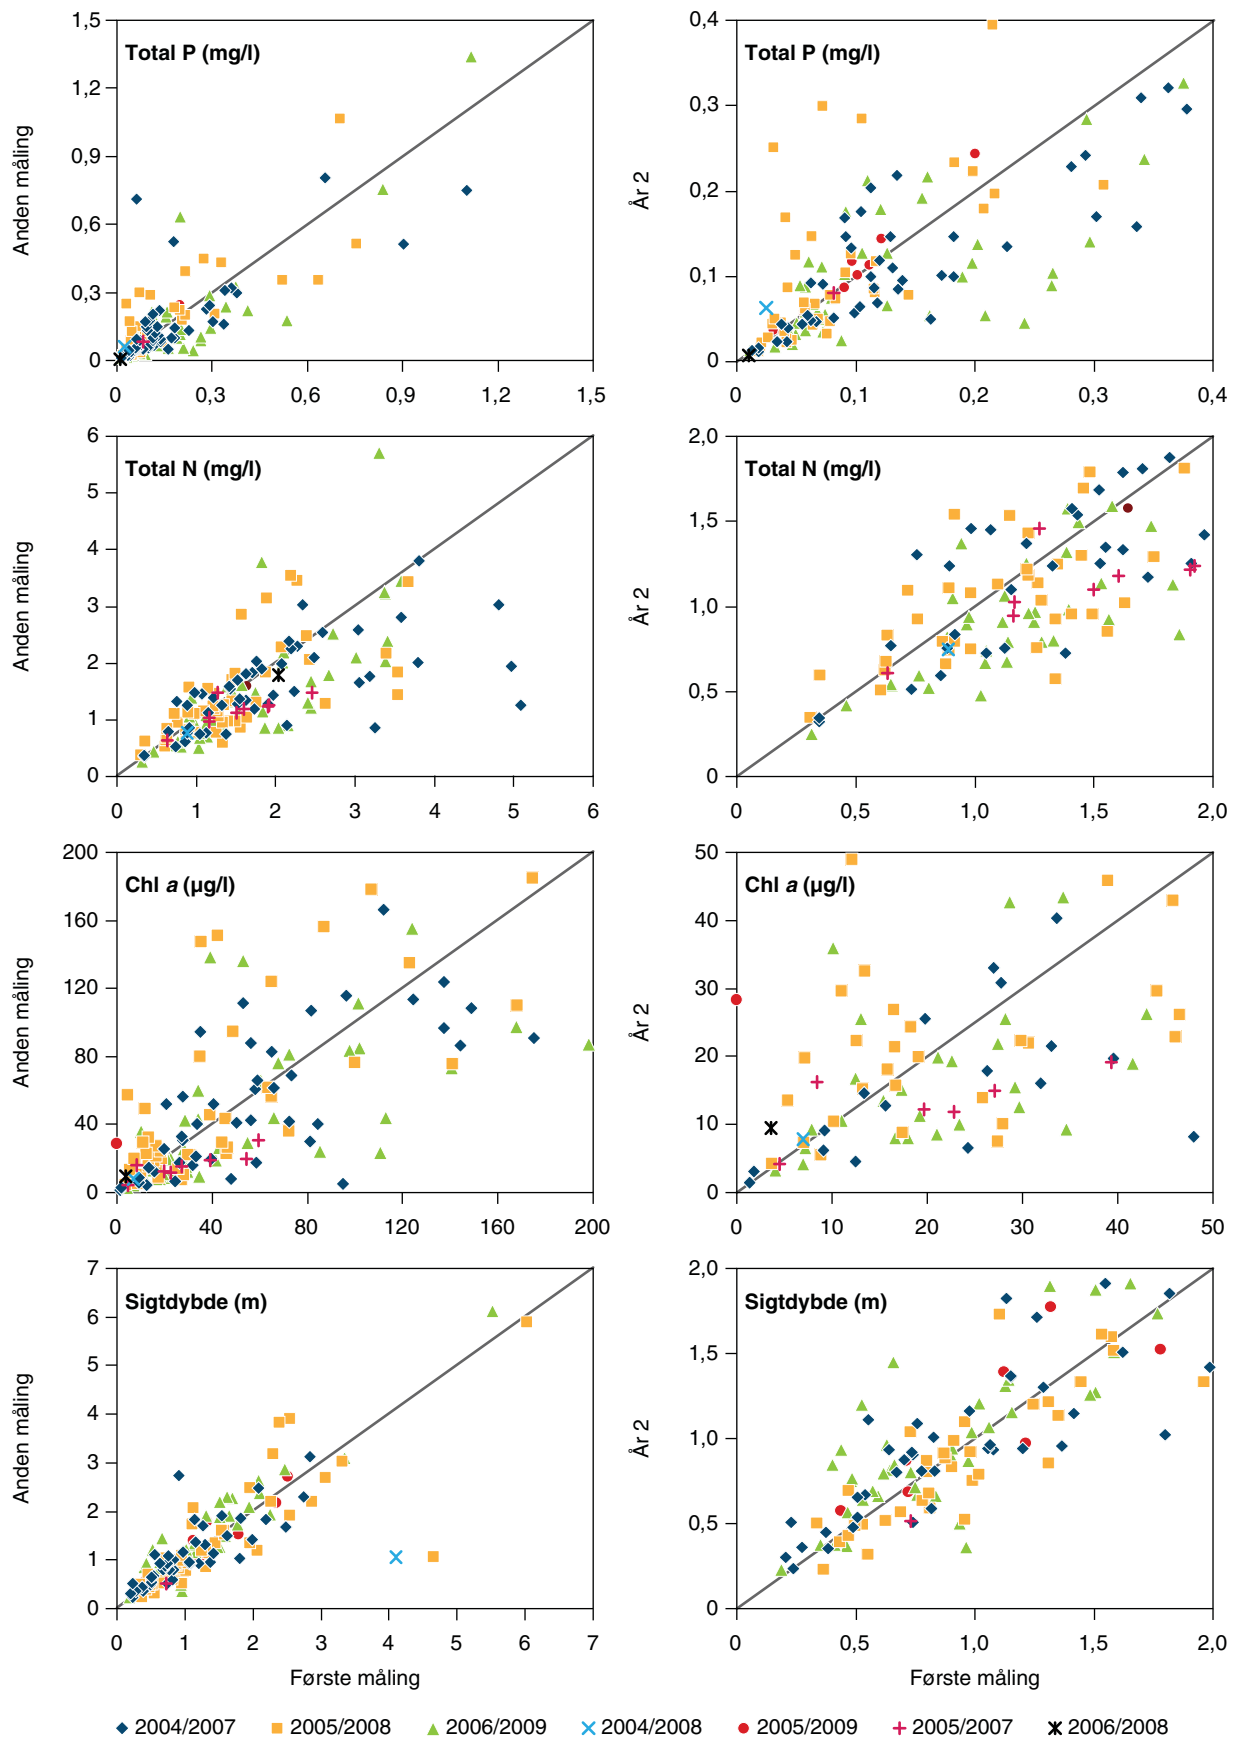 Total P (mg/l)
Anden måling
1,5
1,2
0,9
0,6
0,3
0
0 0,3 0,6 0,9 1,2 1,5
Total P (mg/l)
År 2
0,4
0,3
0,2
0,1
0
0 0,1 0,2 0,3 0,4
Total N (mg/l)
Anden måling
6
5
4
3
2
1
0
0 1 2 3 4 5 6
Total N (mg/l)
År 2
2,0
1,5
1,0
0,5
0
0 0,5 1,0 1,5 2,0
Chl a (µg/l)
Anden måling
200
160
120
80
40
0
0 40 80 120 160 200
Chl a (µg/l)
År 2
50
40
30
20
10
0
0 10 20 30 40 50
Sigtdybde (m)
Anden måling
7
6
5
4
3
2
1
0
0 1 2 3 4 5 6 7
Første måling
Sigtdybde (m)
År 2
2,0
1,5
1,0
0,5
0
0 0,5 1,0 1,5 2,0
Første måling
2004/2007 2005/2008 2006/2009 2004/2008 2005/2009 2005/2007 2006/2008